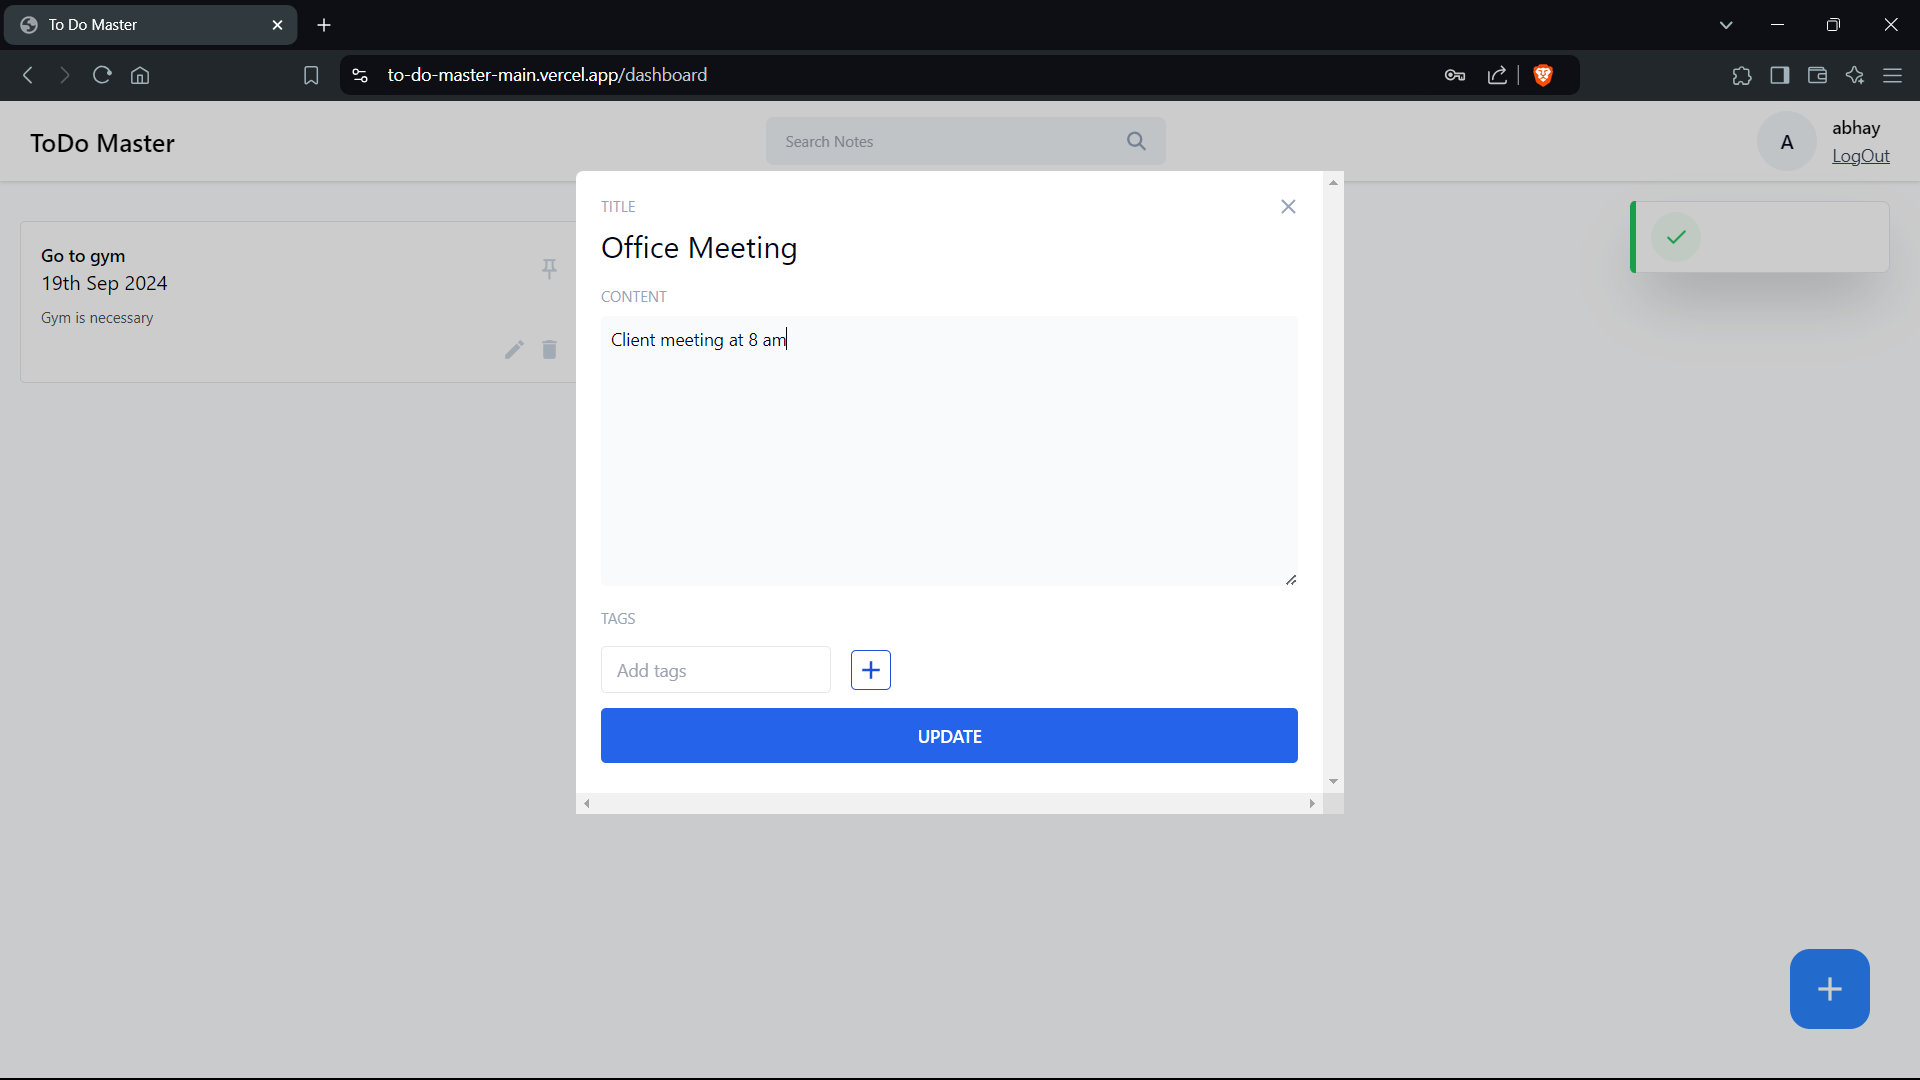 To Do Master
to-do-master-main.vercel.app/dashboard
ToDo Master
Search Notes
A
abhay
LogOut
Go to gym
19th Sep 2024
Gym is necessary
TITLE
Office Meeting
CONTENT
Client meeting at 8 am
TAGS
Add tags
UPDATE